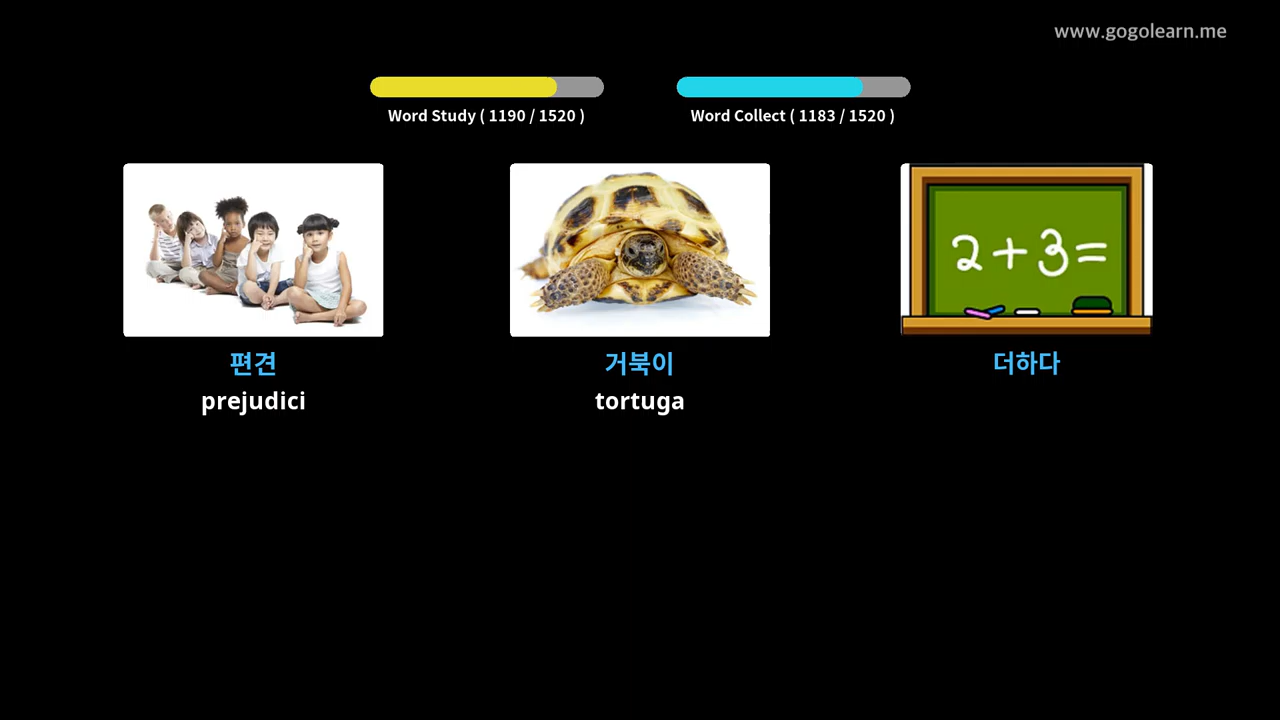 www.gogolearn.me
Word Study ( 1190 / 1520 )
Word Collect ( 1183 / 1520 )
2+3=
편견
거북이
더하다
prejudici
tortuga